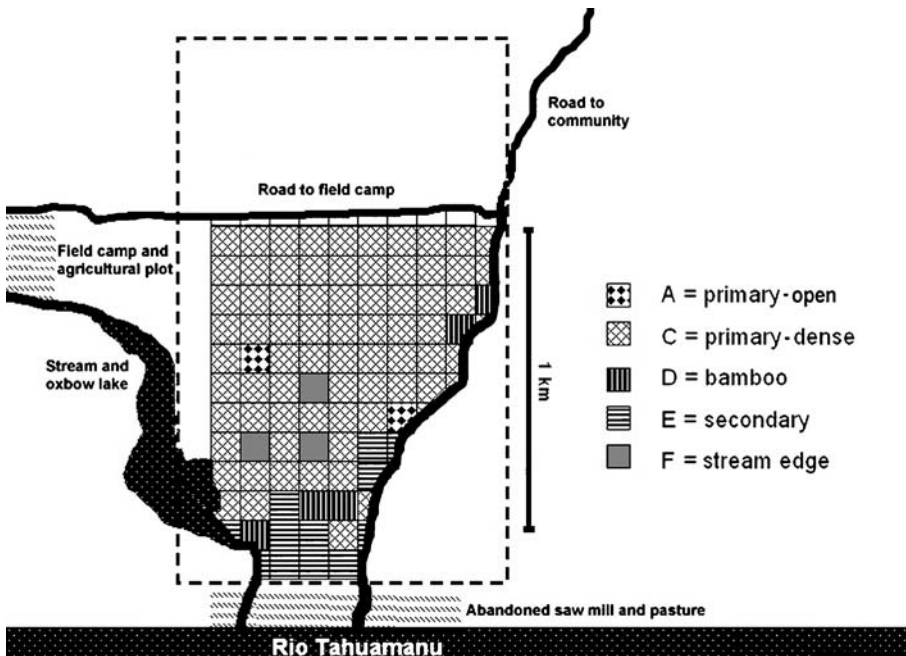 Road to
community
Road to field camp
Field camp and
agricultural plot
Stream and
oxbow lake
1 km
A = primary-open
C = primary-dense
D = bamboo
E = secondary
F = stream edge
Abandoned saw mill and pasture
Rio Tahuamanu